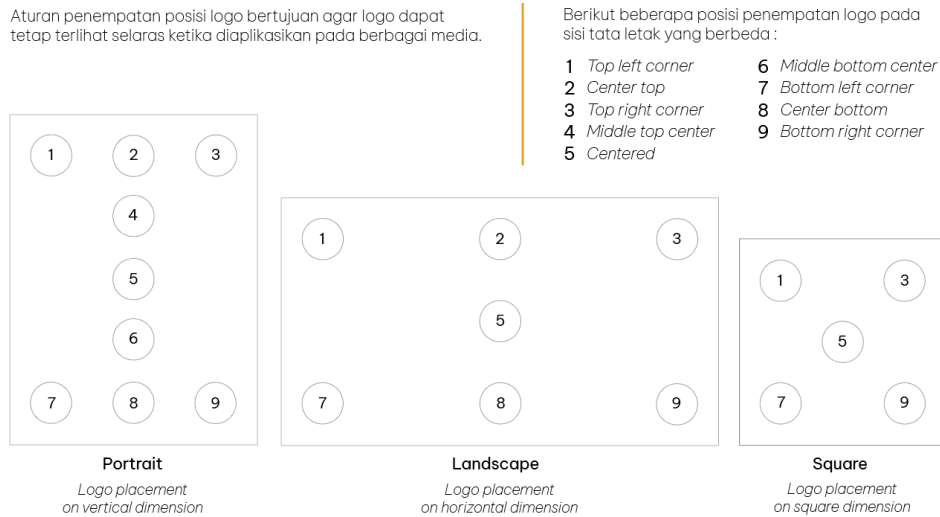 Aturan penempatan posisi logo bertujuan agar logo dapat
tetap terlihat selaras ketika diaplikasikan pada berbagai media.
Berikut beberapa posisi penempatan logo pada
sisi tata letak yang berbeda :
1 Top left corner
2 Center top
3 Top right corner
4 Middle top center
5 Centered
6 Middle bottom center
7 Bottom left corner
8 Center bottom
9 Bottom right corner
1 2 3
4
5
6
7 8 9
Portrait
Logo placement
on vertical dimension
1 2 3
5
7 8 9
Landscape
Logo placement
on horizontal dimension
1 3
5
7 9
Square
Logo placement
on square dimension